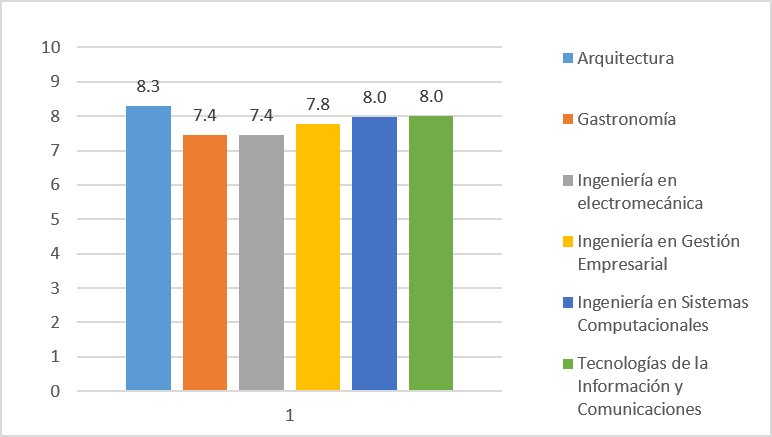 10
9
8
7
6
5
4
3
2
1
0
8.3
7.4
7.4
7.8
8.0
8.0
1
Arquitectura
Gastronomía
Ingeniería en
electromecánica
Ingeniería en Gestión
Empresarial
Ingeniería en Sistemas
Computacionales
Tecnologías de la
Información y
Comunicaciones